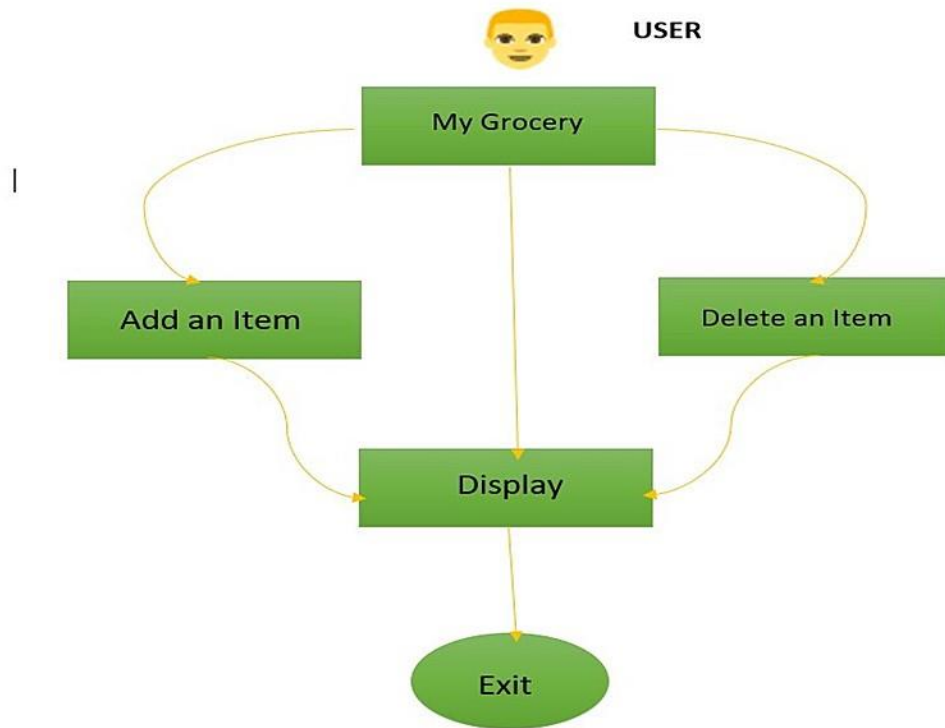 USER
My Grocery
Add an Item
Delete an Item
Display
Exit